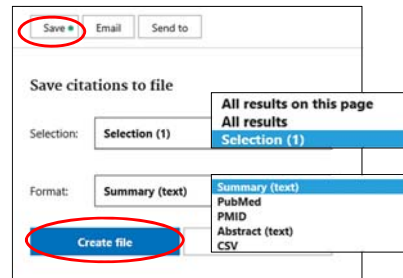 Save Email Send to
Save citations to file
All results on this page
All results
Selection: Selection (1) Selection (1)
Format: Summary (text) Summary (text)
PubMed
PMID
Abstract (text)
Create file CSV